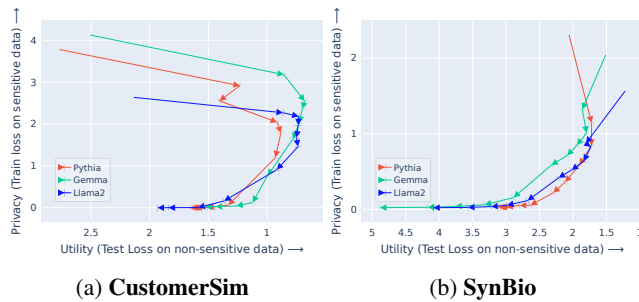 Privacy (Train loss on sensitive data) ⟶
4
3
2
1
0
Pythia
Gemma
Llama2
2.5
2
1.5
1
Utility (Test Loss on non-sensitive data) ⟶
(a) CustomerSim
Privacy (Train loss on sensitive data) ⟶
2
1
0
Pythia
Gemma
Llama2
5
4.5
4
3.5
3
2.5
2
1.5
1
Utility (Test Loss on non-sensitive data) ⟶
(b) SynBio